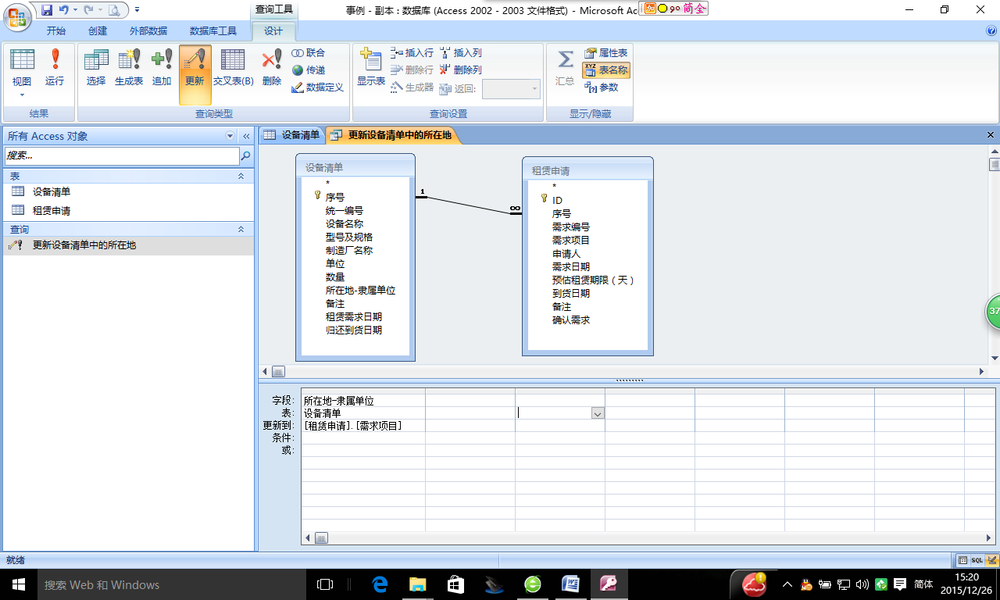 查询工具
事例 - 副本 : 数据库 (Access 2002 - 2003 文件格式) - Microsoft Ac
简全
开始 创建 外部数据 数据库工具 设计
视图 运行 选择 生成表 追加 更新 交叉表(B) 删除
联合
传递
数据定义
显示表
插入行 插入列
删除行 删除列
生成器 返回:
汇总
属性表
表名称
参数
结果 查询类型 查询设置 显示/隐藏
所有 Access 对象
搜索...
表
设备清单
租赁申请
查询
更新设备清单中的所在地
设备清单 更新设备清单中的所在地
设备清单
*
序号
统一编号
设备名称
型号及规格
制造厂名称
单位
数量
所在地-隶属单位
备注
租赁需求日期
归还到货日期
1
∞
租赁申请
*
ID
序号
需求编号
需求项目
申请人
需求日期
预估租赁期限（天）
到货日期
备注
确认需求
37
字段: 所在地-隶属单位
表: 设备清单
更新到: [租赁申请].[需求项目]
条件:
或:
就绪
SQL
搜索 Web 和 Windows
简体
15:20
2015/12/26